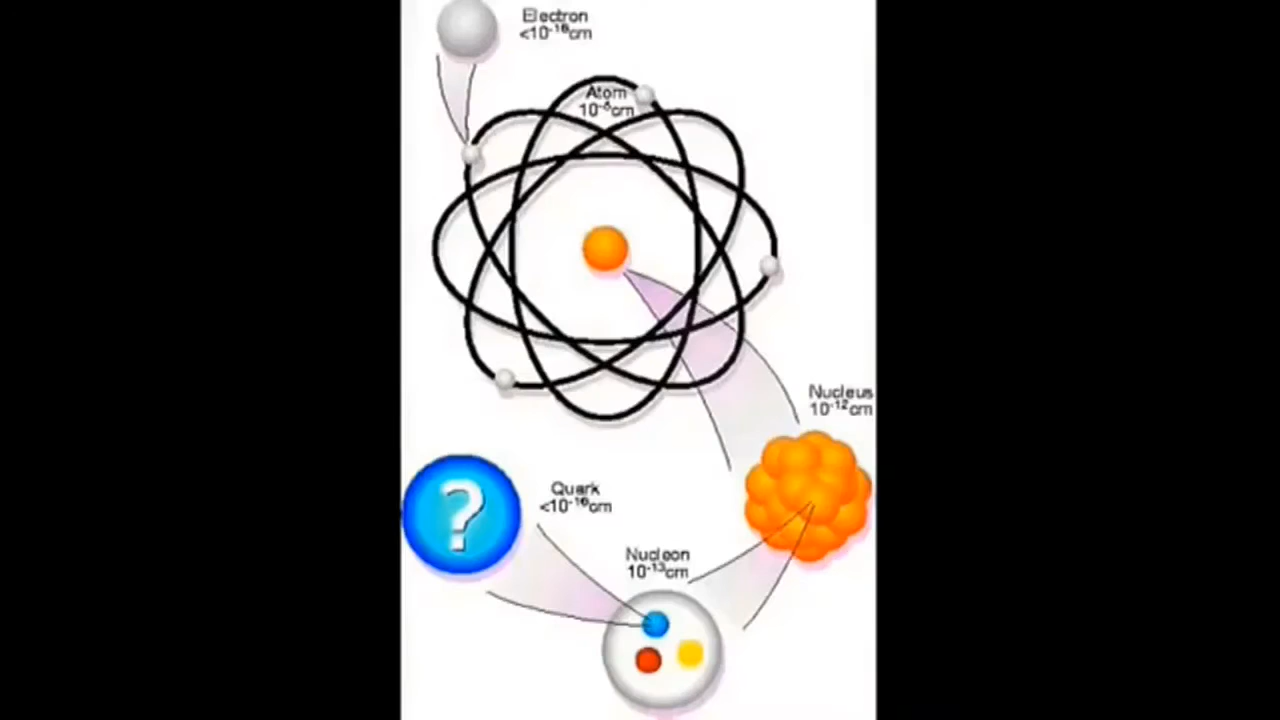 Electron
<10⁻¹⁶cm
Atom
10⁻⁸cm
Nucleus
10⁻¹²cm
Quark
<10⁻¹⁶cm
?
Nucleon
10⁻¹³cm